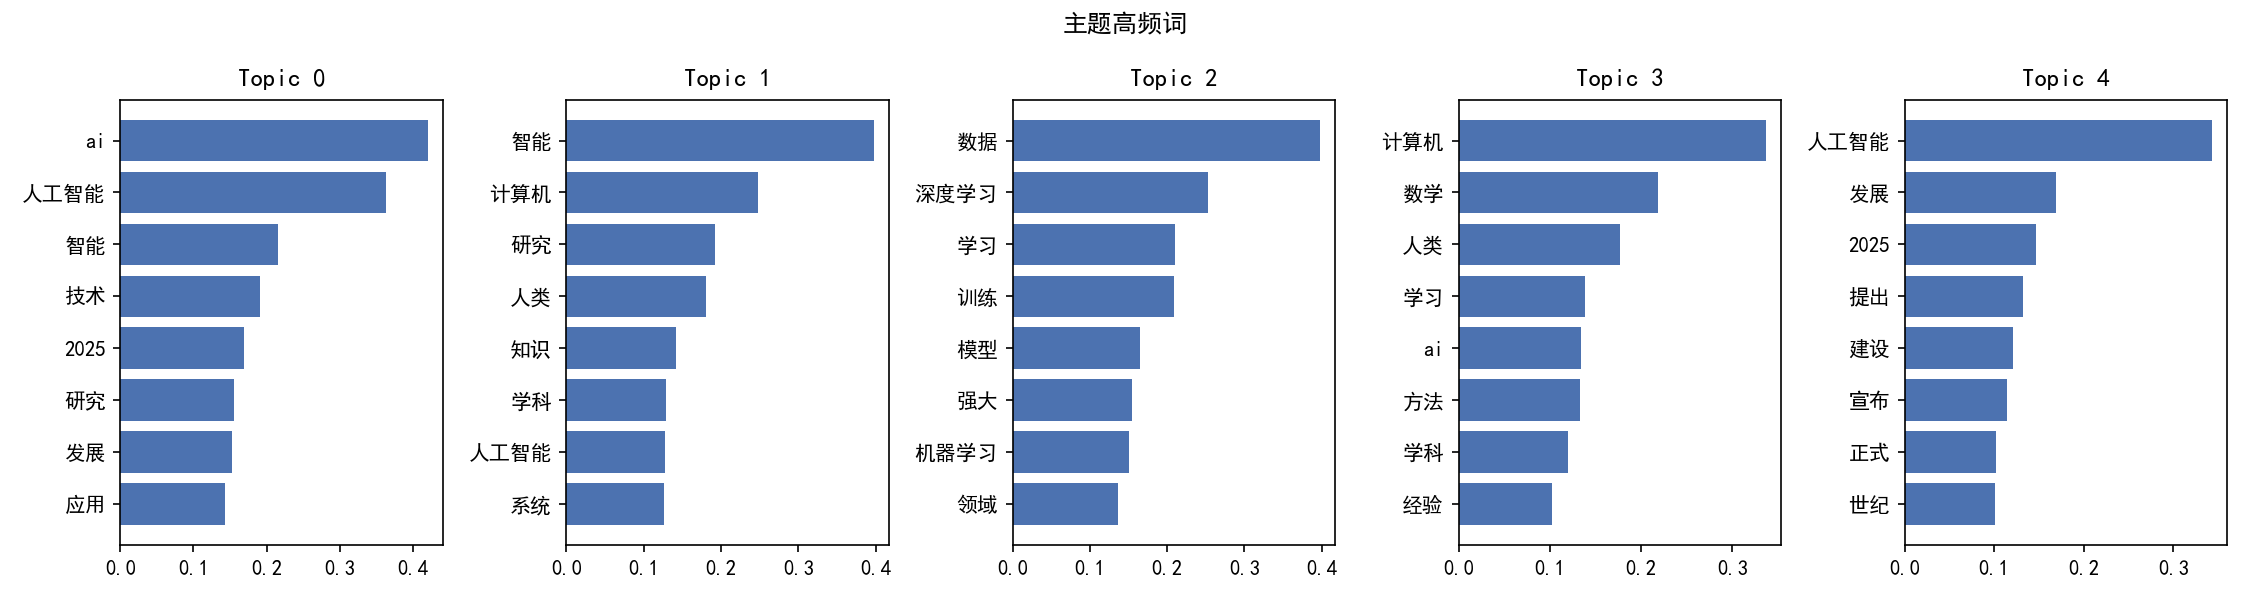 主题高频词
Topic 0
ai
人工智能
智能
技术
2025
研究
发展
应用
0.0 0.1 0.2 0.3 0.4
Topic 1
智能
计算机
研究
人类
知识
学科
人工智能
系统
0.0 0.1 0.2 0.3 0.4
Topic 2
数据
深度学习
学习
训练
模型
强大
机器学习
领域
0.0 0.1 0.2 0.3 0.4
Topic 3
计算机
数学
人类
学习
ai
方法
学科
经验
0.0 0.1 0.2 0.3
Topic 4
人工智能
发展
2025
提出
建设
宣布
正式
世纪
0.0 0.1 0.2 0.3